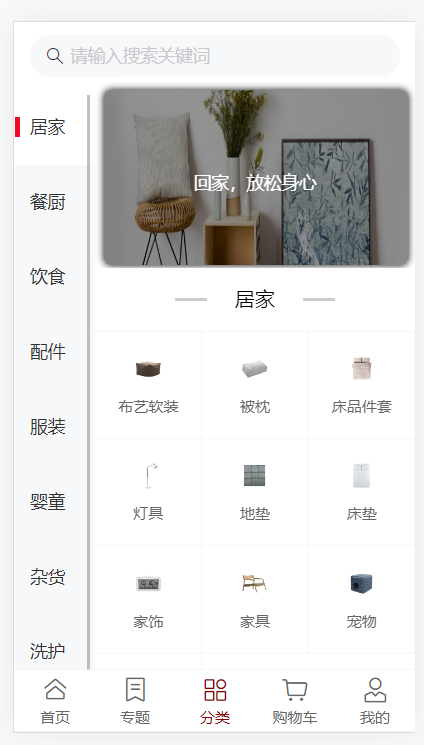 请输入搜索关键词
居家
餐厨
饮食
配件
服装
婴童
杂货
洗护
回家，放松身心
居家
布艺软装
被枕
床品件套
灯具
地垫
床垫
家饰
家具
宠物
首页
专题
分类
购物车
我的